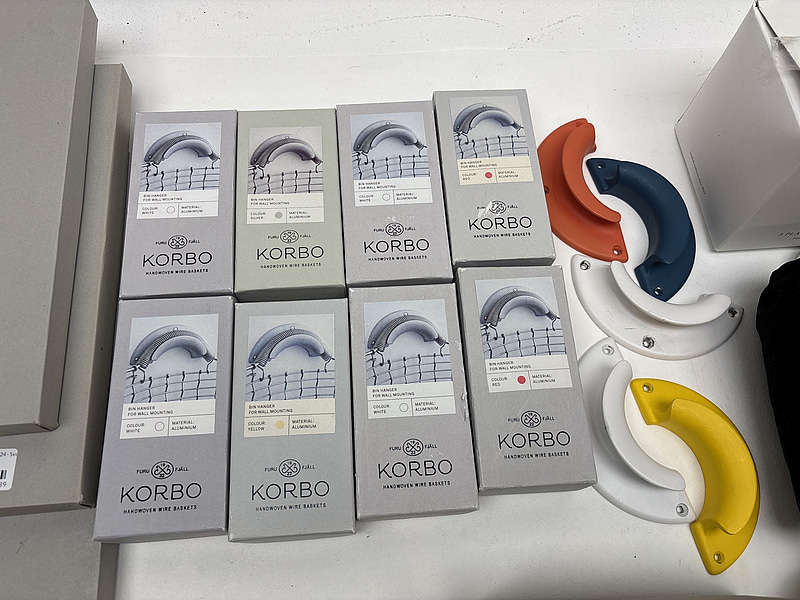 BIN HANGER
FOR WALL MOUNTING
COLOUR:
WHITE
MATERIAL:
ALUMINIUM
FURU FJÄLL
KORBO
HANDWOVEN WIRE BASKETS
BIN HANGER
FOR WALL MOUNTING
COLOUR:
SILVER
MATERIAL:
ALUMINIUM
FURU FJÄLL
KORBO
HANDWOVEN WIRE BASKETS
BIN HANGER
FOR WALL MOUNTING
COLOUR:
WHITE
MATERIAL:
ALUMINIUM
FURU FJÄLL
KORBO
HANDWOVEN WIRE BASKETS
BIN HANGER
FOR WALL MOUNTING
COLOUR:
RED
MATERIAL:
ALUMINIUM
FURU FJÄLL
KORBO
HANDWOVEN WIRE BASKETS
BIN HANGER
FOR WALL MOUNTING
COLOUR:
WHITE
MATERIAL:
ALUMINIUM
FURU FJÄLL
KORBO
HANDWOVEN WIRE BASKETS
BIN HANGER
FOR WALL MOUNTING
COLOUR:
YELLOW
MATERIAL:
ALUMINIUM
FURU FJÄLL
KORBO
HANDWOVEN WIRE BASKETS
BIN HANGER
FOR WALL MOUNTING
COLOUR:
WHITE
MATERIAL:
ALUMINIUM
FURU FJÄLL
KORBO
HANDWOVEN WIRE BASKETS
BIN HANGER
FOR WALL MOUNTING
COLOUR:
RED
MATERIAL:
ALUMINIUM
FURU FJÄLL
KORBO
HANDWOVEN WIRE BASKETS